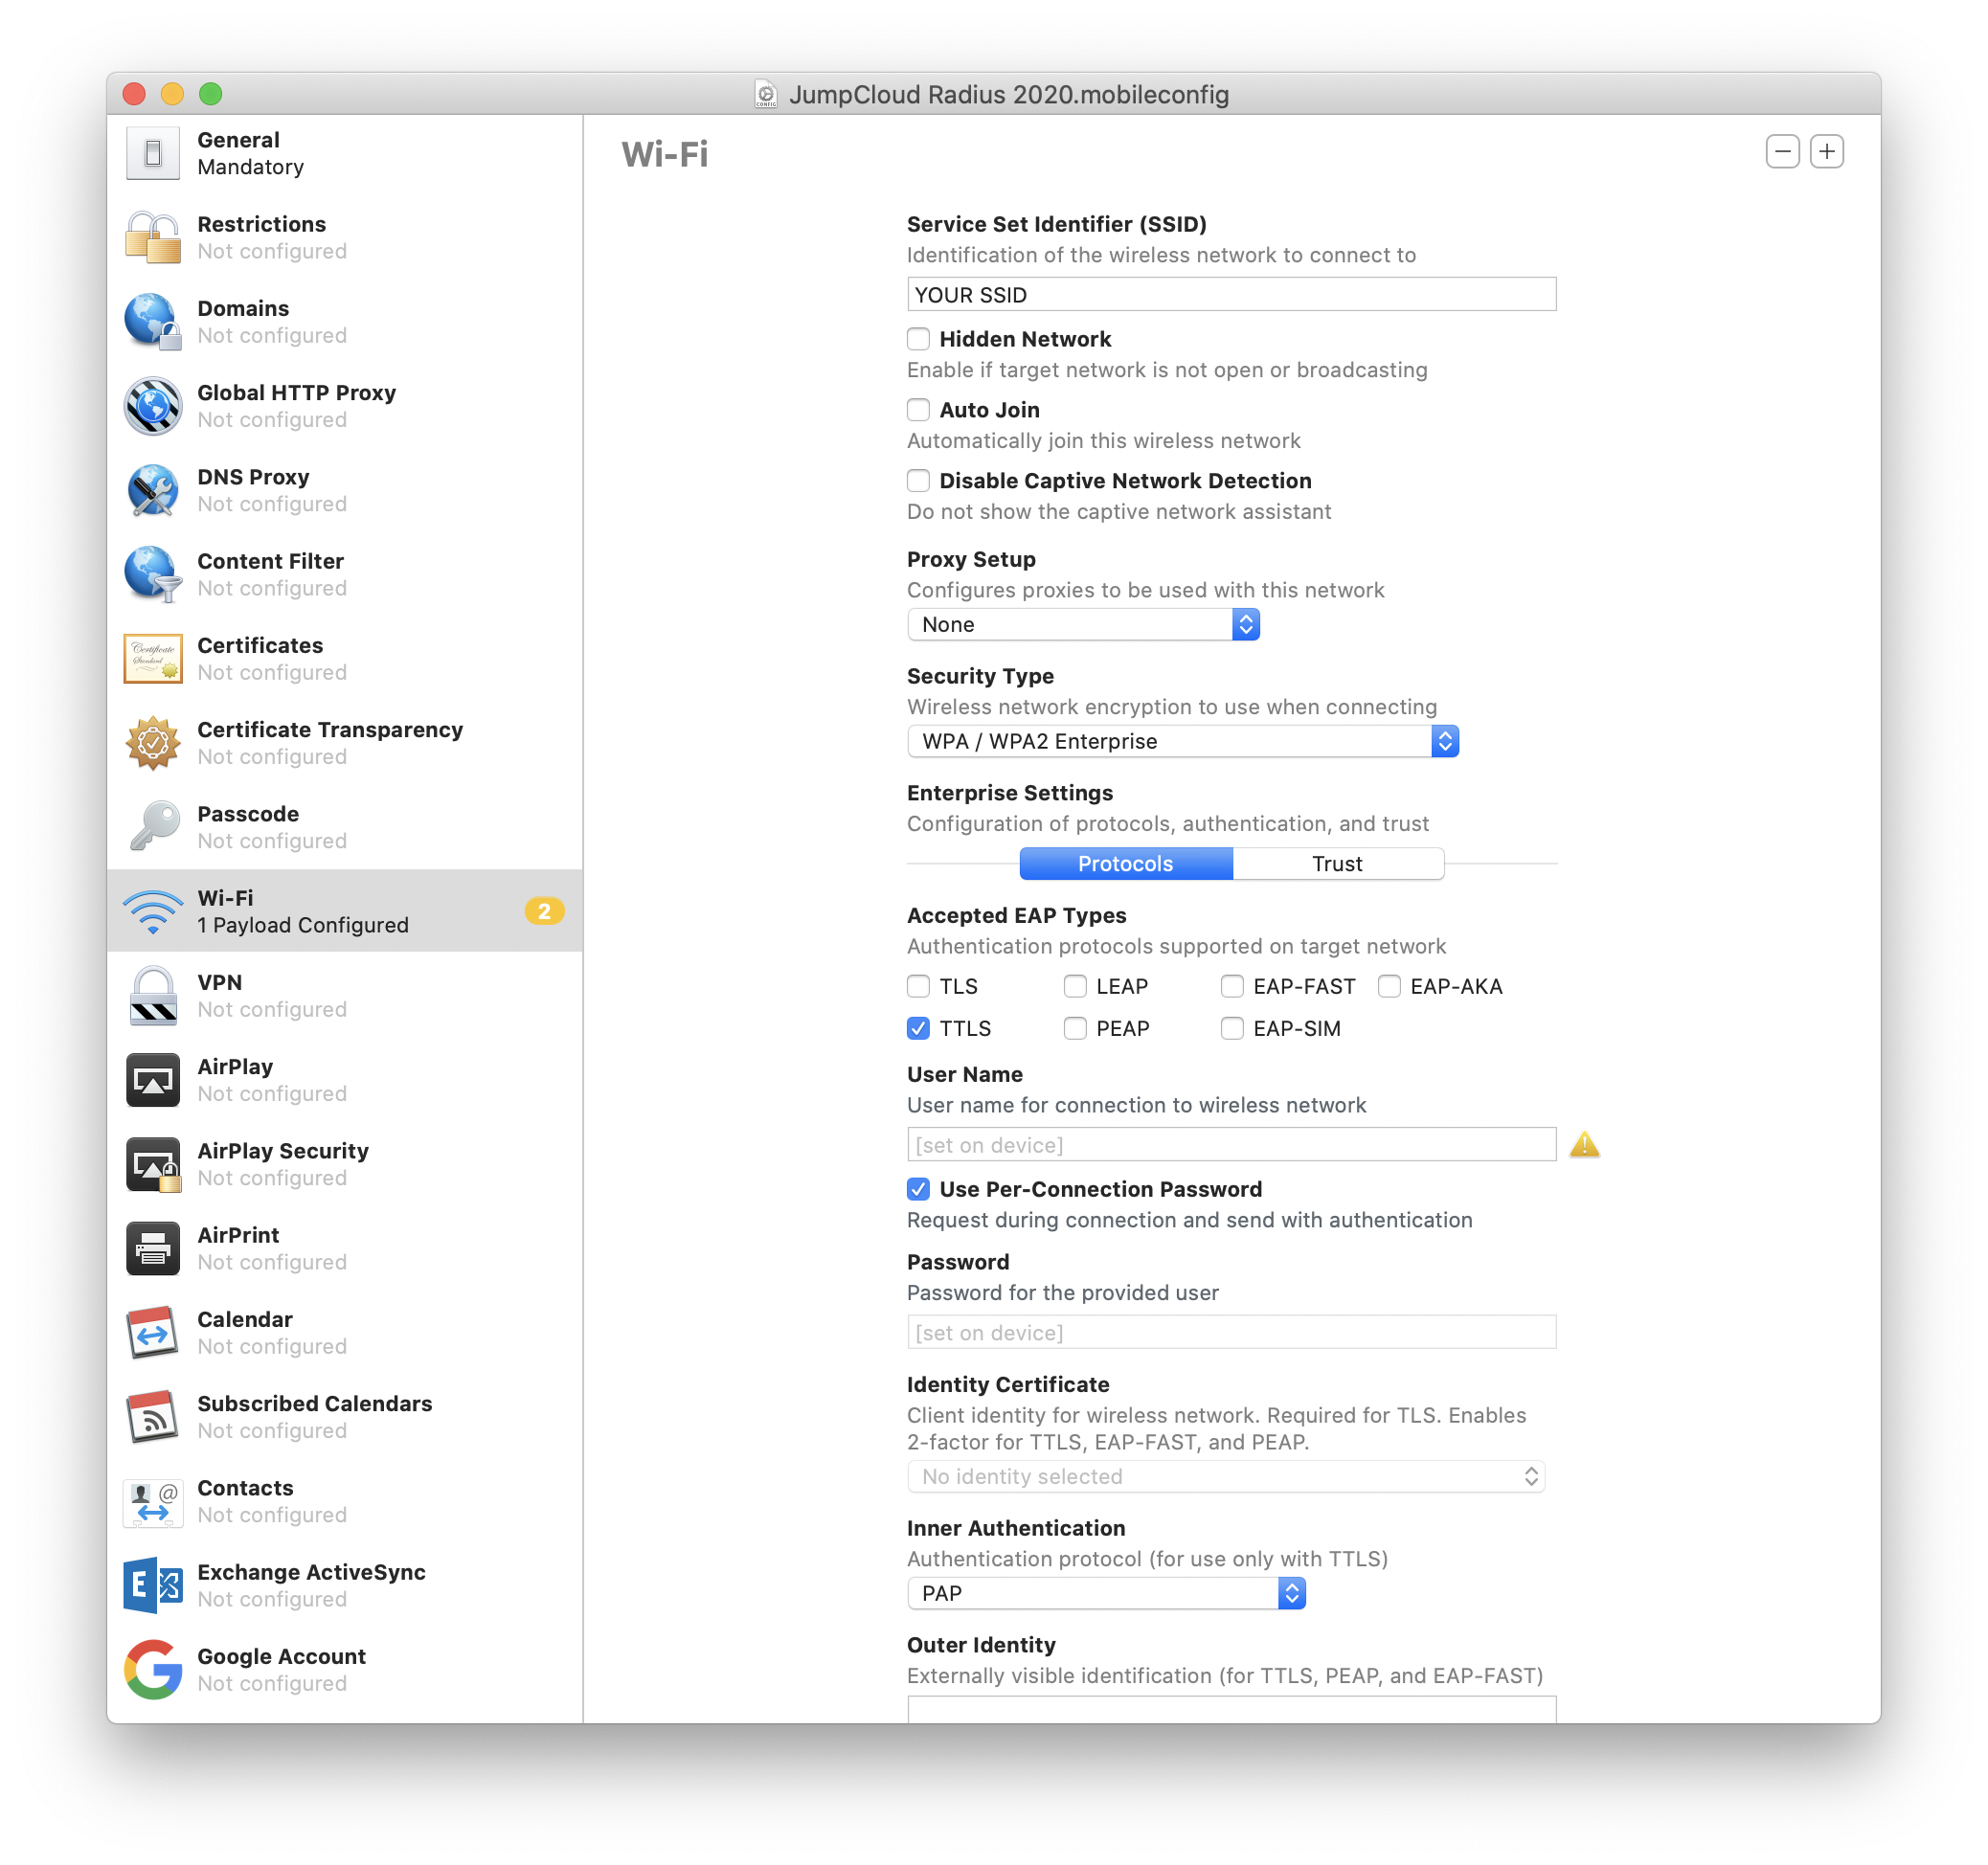 JumpCloud Radius 2020.mobileconfig
General
Mandatory
Restrictions
Not configured
Domains
Not configured
Global HTTP Proxy
Not configured
DNS Proxy
Not configured
Content Filter
Not configured
Certificates
Not configured
Certificate Transparency
Not configured
Passcode
Not configured
Wi-Fi
1 Payload Configured
2
VPN
Not configured
AirPlay
Not configured
AirPlay Security
Not configured
AirPrint
Not configured
Calendar
Not configured
Subscribed Calendars
Not configured
Contacts
Not configured
Exchange ActiveSync
Not configured
Google Account
Not configured
Wi-Fi
Service Set Identifier (SSID)
Identification of the wireless network to connect to
YOUR SSID
Hidden Network
Enable if target network is not open or broadcasting
Auto Join
Automatically join this wireless network
Disable Captive Network Detection
Do not show the captive network assistant
Proxy Setup
Configures proxies to be used with this network
None
Security Type
Wireless network encryption to use when connecting
WPA / WPA2 Enterprise
Enterprise Settings
Configuration of protocols, authentication, and trust
Protocols Trust
Accepted EAP Types
Authentication protocols supported on target network
TLS LEAP EAP-FAST EAP-AKA
TTLS PEAP EAP-SIM
User Name
User name for connection to wireless network
[set on device]
Use Per-Connection Password
Request during connection and send with authentication
Password
Password for the provided user
[set on device]
Identity Certificate
Client identity for wireless network. Required for TLS. Enables
2-factor for TTLS, EAP-FAST, and PEAP.
No identity selected
Inner Authentication
Authentication protocol (for use only with TTLS)
PAP
Outer Identity
Externally visible identification (for TTLS, PEAP, and EAP-FAST)